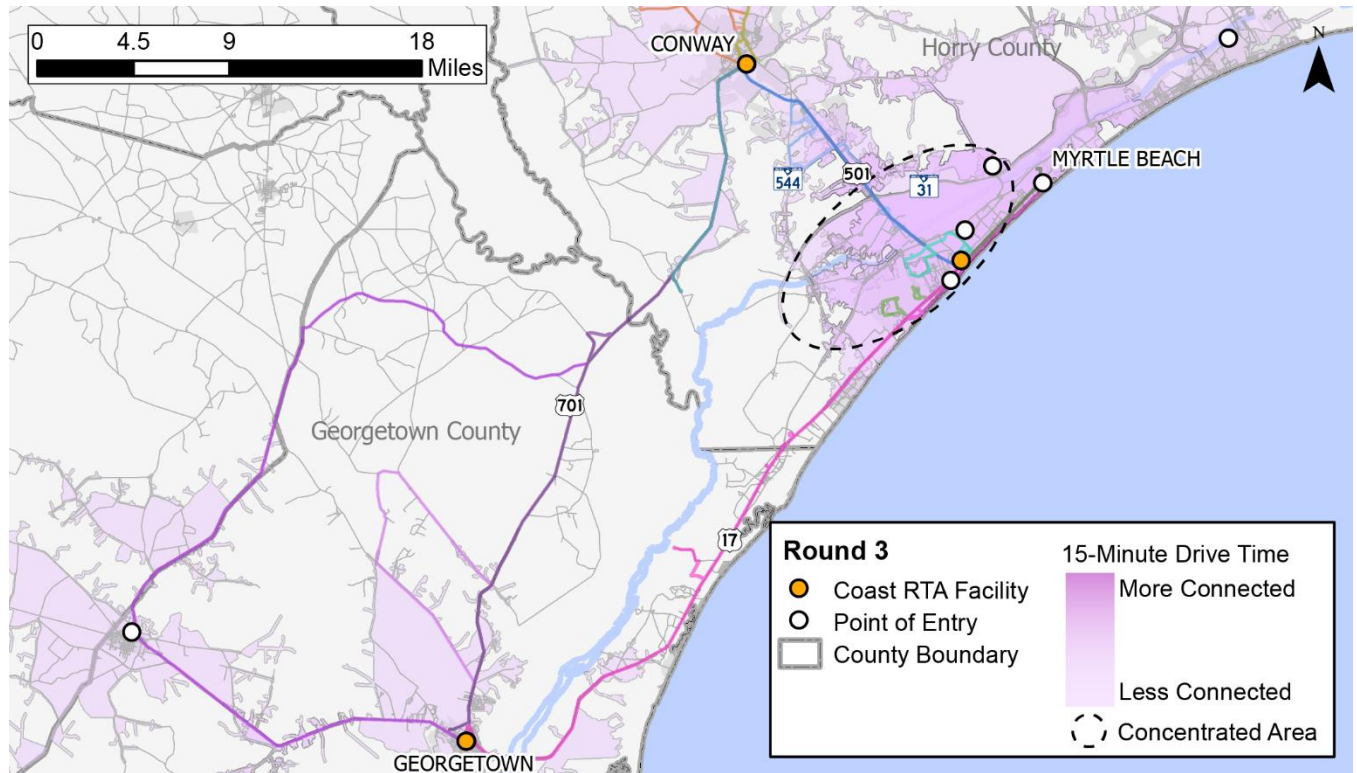 0 4.5 9 18
Miles
CONWAY
Horry County
N
MYRTLE BEACH
544
501
31
701
Georgetown County
17
GEORGETOWN
Round 3
Coast RTA Facility
Point of Entry
County Boundary
15-Minute Drive Time
More Connected
Less Connected
Concentrated Area